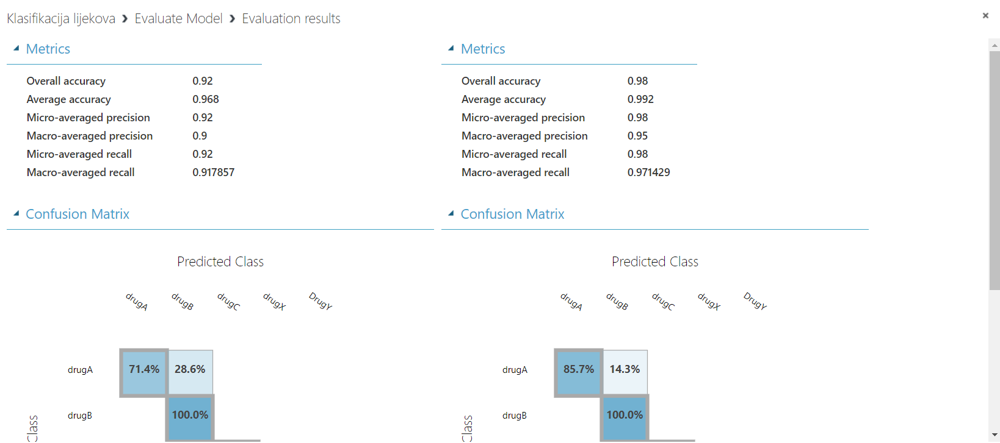 Klasifikacija lijekova › Evaluate Model › Evaluation results
Metrics
Overall accuracy 0.92
Average accuracy 0.968
Micro-averaged precision 0.92
Macro-averaged precision 0.9
Micro-averaged recall 0.92
Macro-averaged recall 0.917857
Confusion Matrix
Predicted Class
drugA drugB drugC drugX DrugY
drugA 71.4% 28.6%
drugB 100.0%
Class
Metrics
Overall accuracy 0.98
Average accuracy 0.992
Micro-averaged precision 0.98
Macro-averaged precision 0.95
Micro-averaged recall 0.98
Macro-averaged recall 0.971429
Confusion Matrix
Predicted Class
drugA drugB drugC drugX DrugY
drugA 85.7% 14.3%
drugB 100.0%
Class